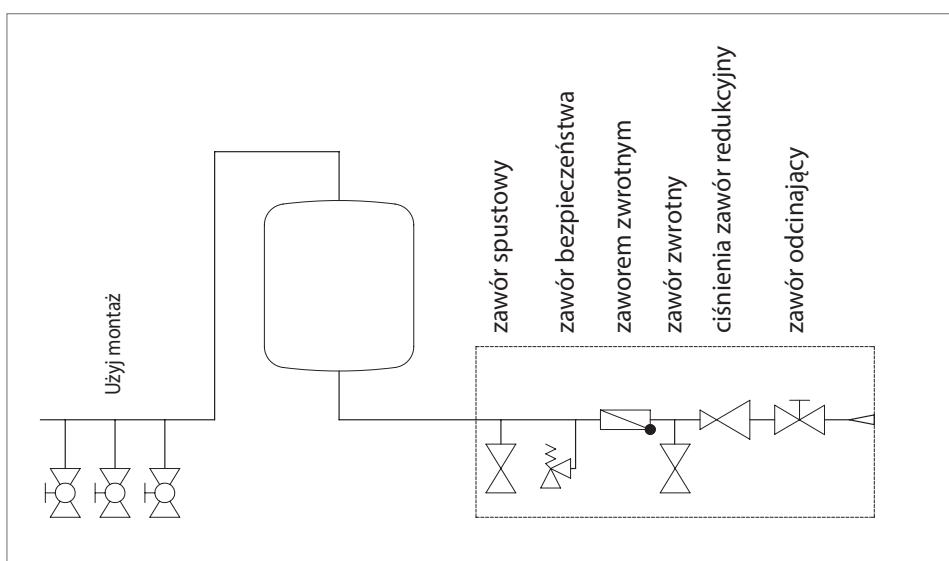 Użyj montaż
zawór spustowy
zawór bezpieczeństwa
zaworem zwrotnym
zawór zwrotny
ciśnienia zawór redukcyjny
zawór odcinający